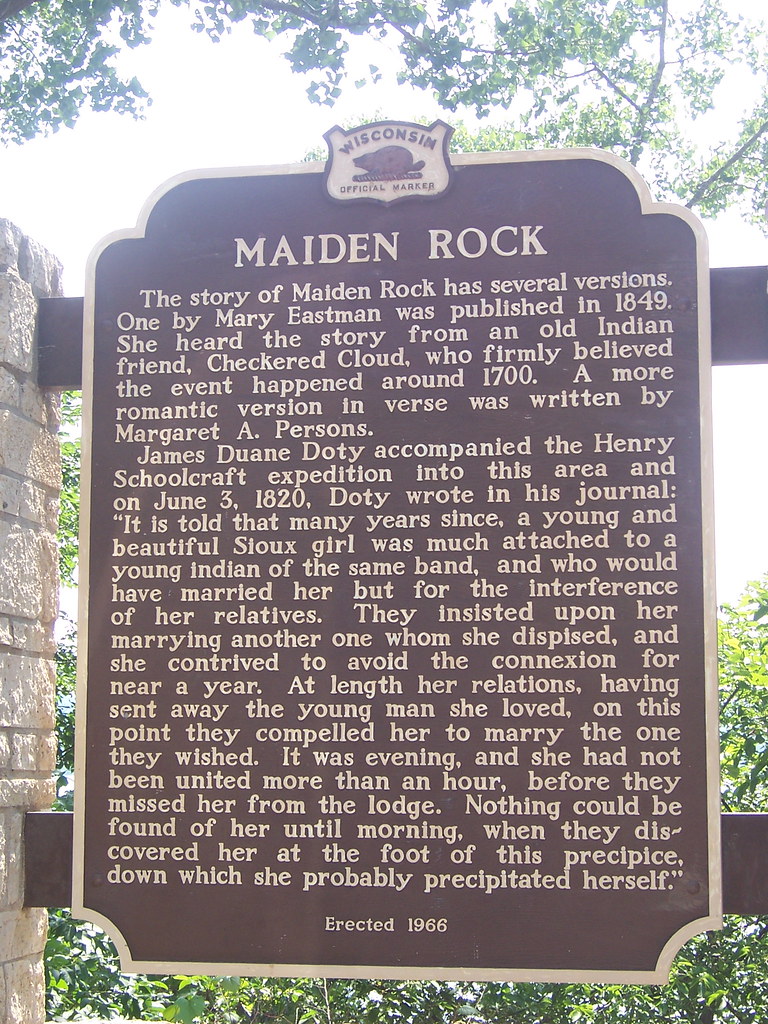 WISCONSIN
OFFICIAL MARKER
MAIDEN ROCK
The story of Maiden Rock has several versions.
One by Mary Eastman was published in 1849.
She heard the story from an old Indian
friend, Checkered Cloud, who firmly believed
the event happened around 1700. A more
romantic version in verse was written by
Margaret A. Persons.
James Duane Doty accompanied the Henry
Schoolcraft expedition into this area and
on June 3, 1820, Doty wrote in his journal:
"It is told that many years since, a young and
beautiful Sioux girl was much attached to a
young indian of the same band, and who would
have married her but for the interference
of her relatives. They insisted upon her
marrying another one whom she dispised, and
she contrived to avoid the connexion for
near a year. At length her relations, having
sent away the young man she loved, on this
point they compelled her to marry the one
they wished. It was evening, and she had not
been united more than an hour, before they
missed her from the lodge. Nothing could be
found of her until morning, when they dis-
covered her at the foot of this precipice,
down which she probably precipitated herself."
Erected 1966